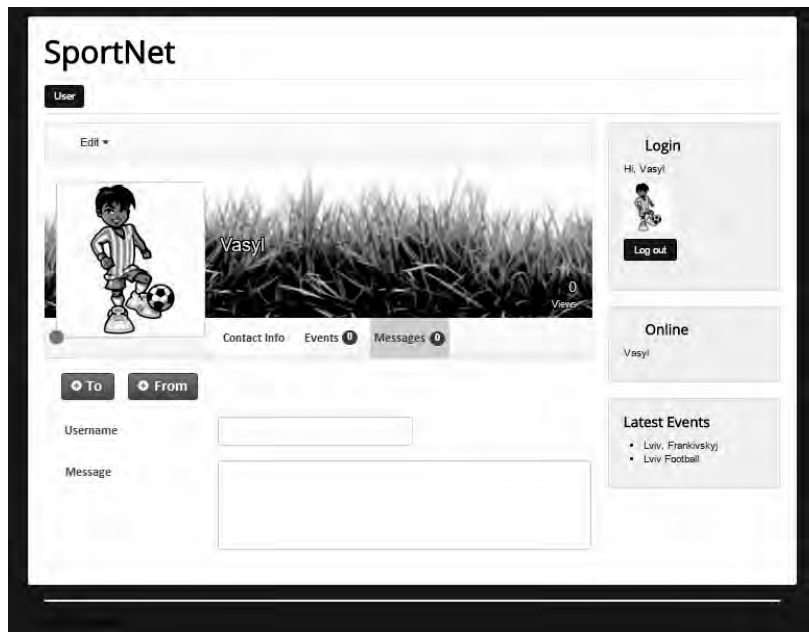 SportNet
User
Edit
Vasyl
0
Views
Contact Info Events 0 Messages 0
To From
Username
Message
Login
Hi, Vasyl
Log out
Online
Vasyl
Latest Events
Lviv, Frankivskyj
Lviv Football